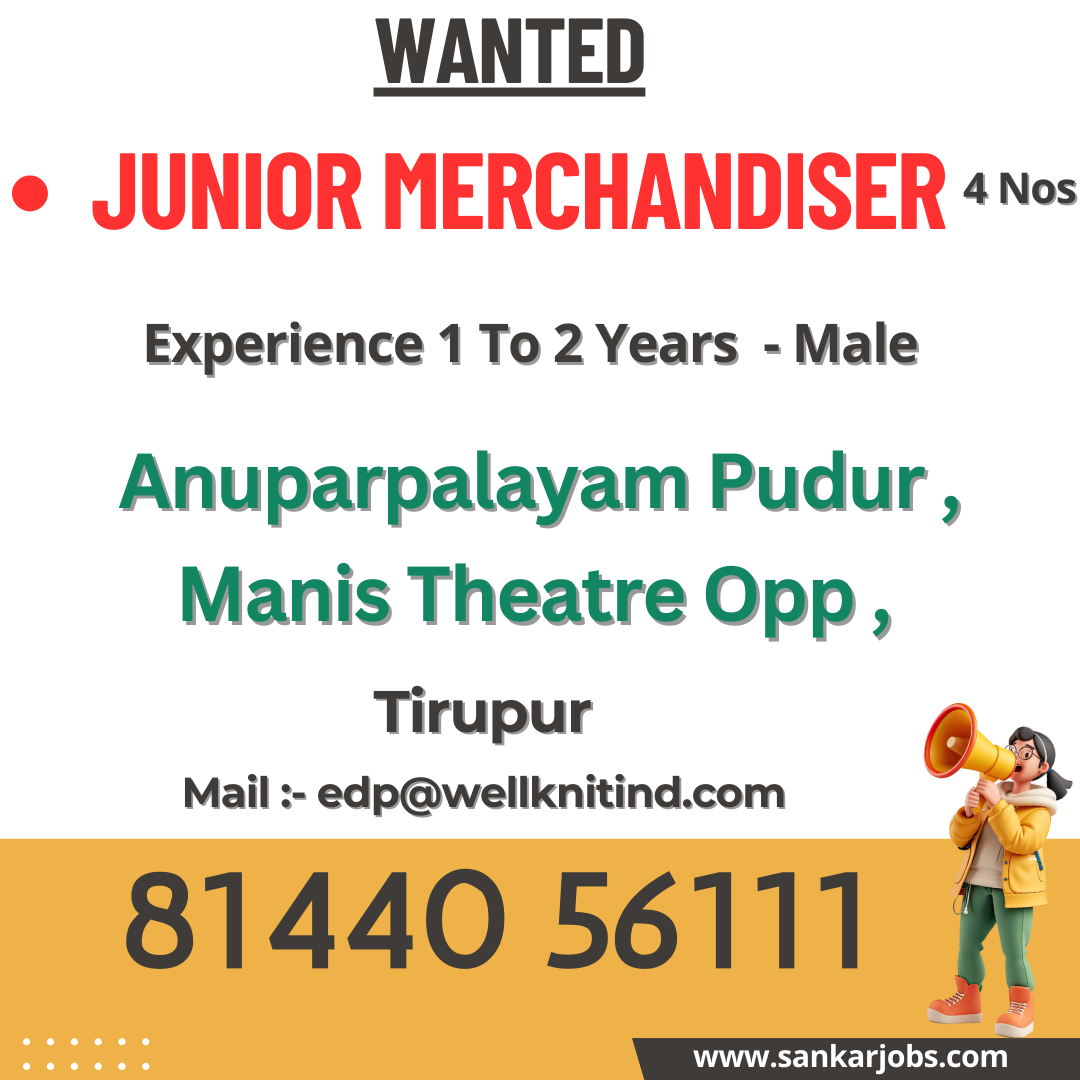 WANTED
• JUNIOR MERCHANDISER 4 Nos
Experience 1 To 2 Years - Male
Anuparpalayam Pudur ,
Manis Theatre Opp ,
Tirupur
Mail :- edp@wellknitind.com
81440 56111
www.sankarjobs.com